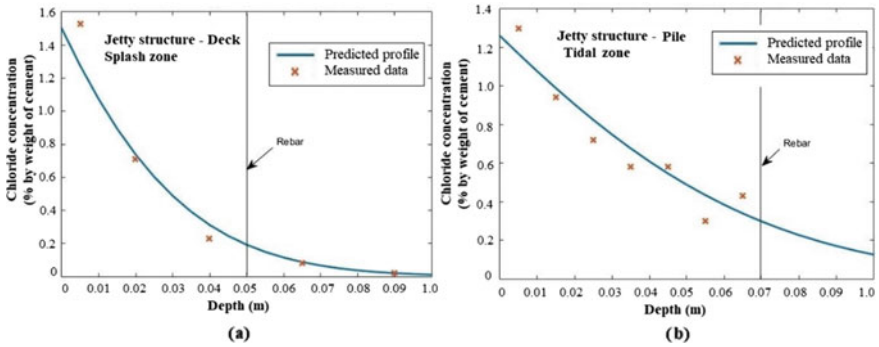 1.6
1.4
1.2
1.0
0.8
0.6
0.4
0.2
0
Chloride concentration
(% by weight of cement)
Jetty structure - Deck
Splash zone
Predicted profile
Measured data
Rebar
0 0.01 0.02 0.03 0.04 0.05 0.06 0.07 0.08 0.09 1.0
Depth (m)
(a)
1.4
1.2
1.0
0.8
0.6
0.4
0.2
0
Chloride concentration
(% by weight of cement)
Jetty structure - Pile
Tidal zone
Predicted profile
Measured data
Rebar
0 0.01 0.02 0.03 0.04 0.05 0.06 0.07 0.08 0.09 1.0
Depth (m)
(b)